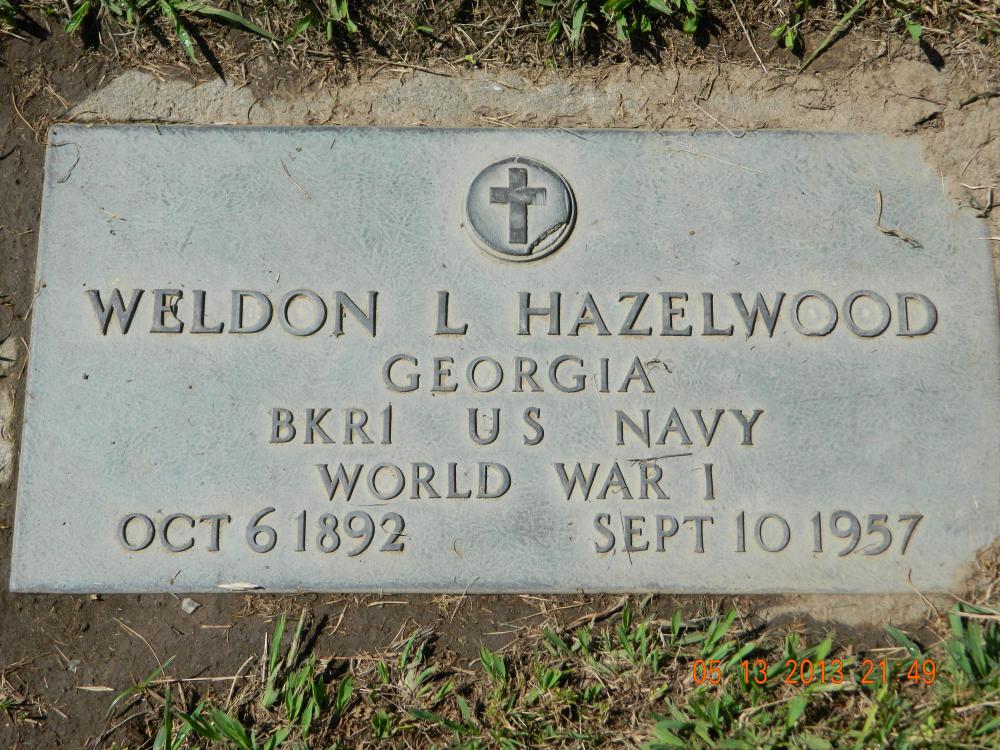 WELDON L HAZELWOOD
GEORGIA
BKR1 US NAVY
WORLD WAR I
OCT 6 1892 SEPT 10 1957
05.13.2013 21:49